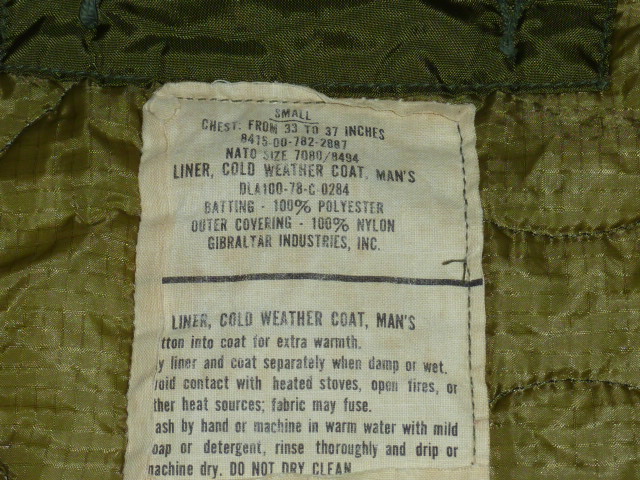 SMALL
CHEST. FROM 33 TO 37 INCHES
8415-00-782-2887
NATO SIZE 7080/8494
LINER, COLD WEATHER COAT, MAN'S
DLA100-78-C-0284
BATTING - 100% POLYESTER
OUTER COVERING - 100% NYLON
GIBRALTAR INDUSTRIES, INC.
LINER, COLD WEATHER COAT, MAN'S
tton into coat for extra warmth.
y liner and coat separately when damp or wet.
oid contact with heated stoves, open fires, or
ther heat sources; fabric may fuse.
ash by hand or machine in warm water with mild
oap or detergent, rinse thoroughly and drip or
machine dry. DO NOT DRY CLEAN